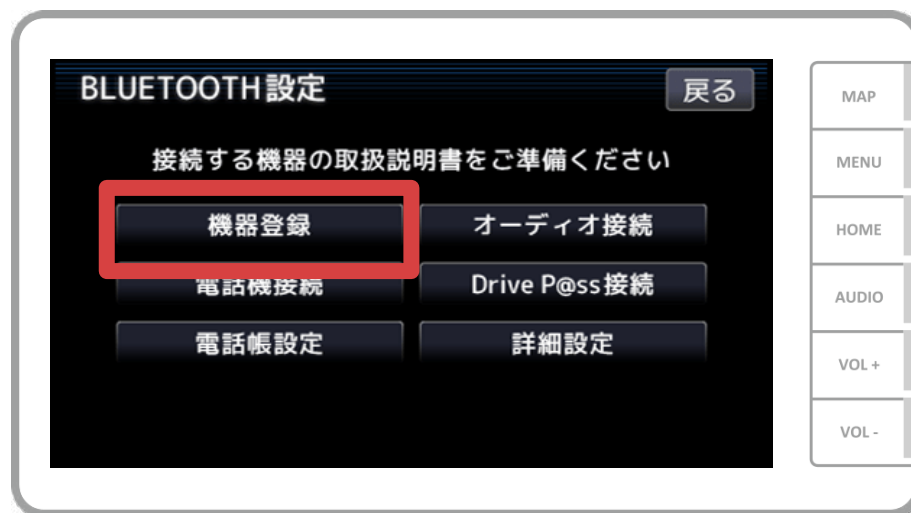 BLUETOOTH設定
戻る
接続する機器の取扱説明書をご準備ください
機器登録
オーディオ接続
電話機接続
Drive P@ss接続
電話帳設定
詳細設定
MAP
MENU
HOME
AUDIO
VOL +
VOL -